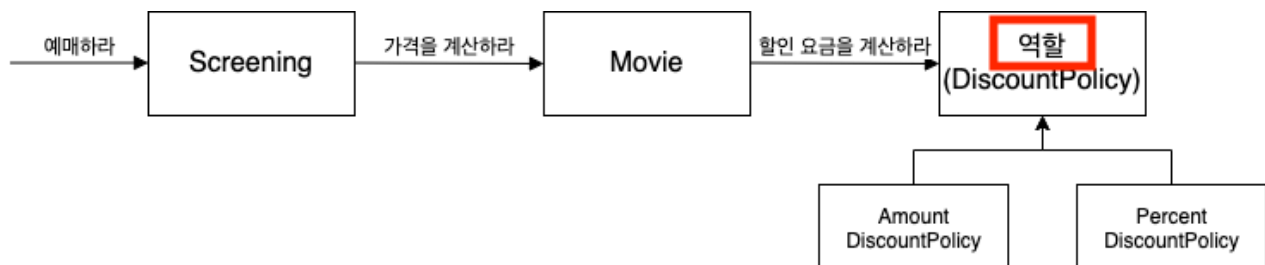 예매하라
Screening
가격을 계산하라
Movie
할인 요금을 계산하라
역할
(DiscountPolicy)
Amount
DiscountPolicy
Percent
DiscountPolicy